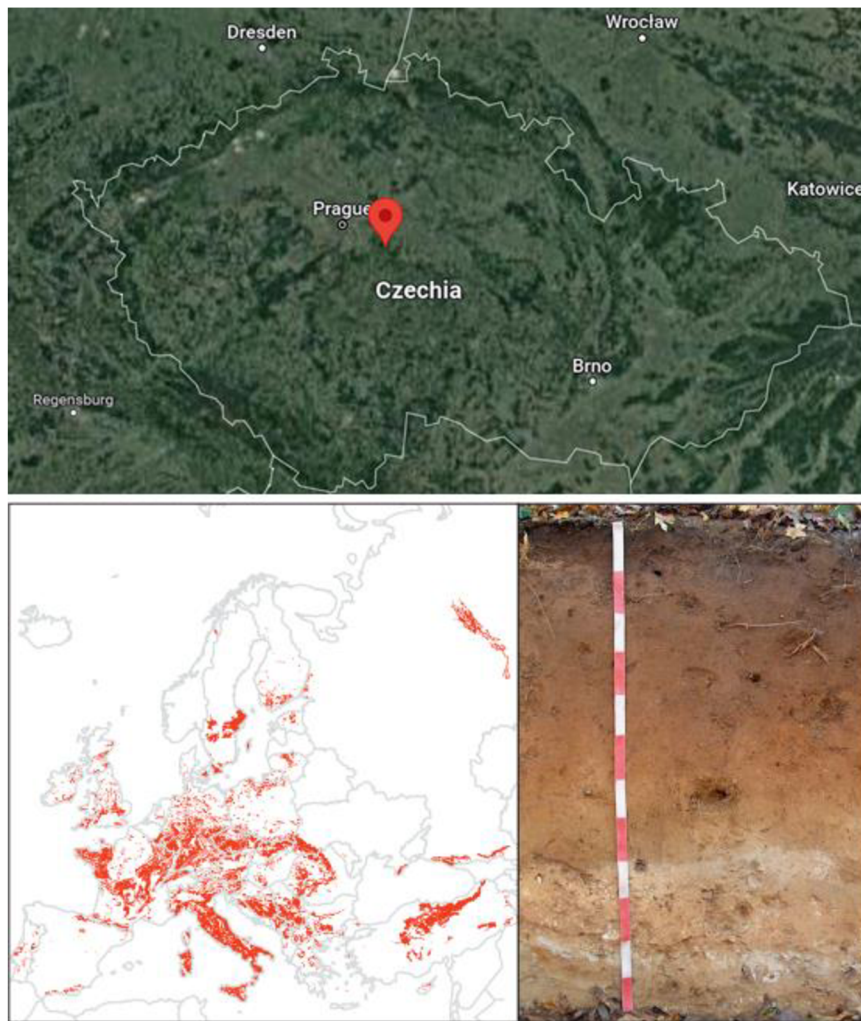 Dresden
Wrocław
Katowice
Prague
Czechia
Brno
Regensburg